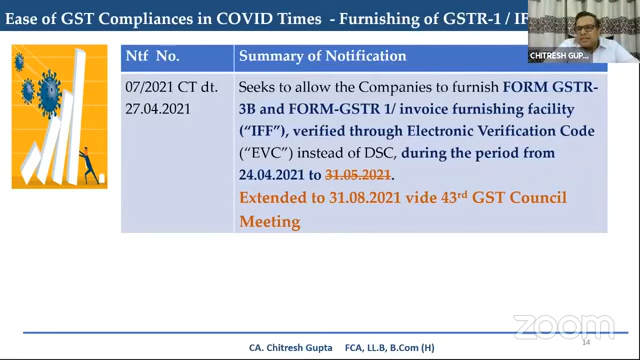 Ease of GST Compliances in COVID Times - Furnishing of GSTR-1 / IF
CHITRESH GUP...
Ntf No.
Summary of Notification
07/2021 CT dt.
27.04.2021
Seeks to allow the Companies to furnish FORM GSTR-
3B and FORM-GSTR 1/ invoice furnishing facility
("IFF"), verified through Electronic Verification Code
("EVC") instead of DSC, during the period from
24.04.2021 to 31.05.2021.
Extended to 31.08.2021 vide 43rd GST Council
Meeting
zoom
14
CA. Chitresh Gupta FCA, LL.B, B.Com (H)